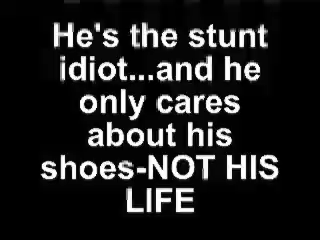 He's the stunt
idiot...and he
only cares
about his
shoes-NOT HIS
LIFE